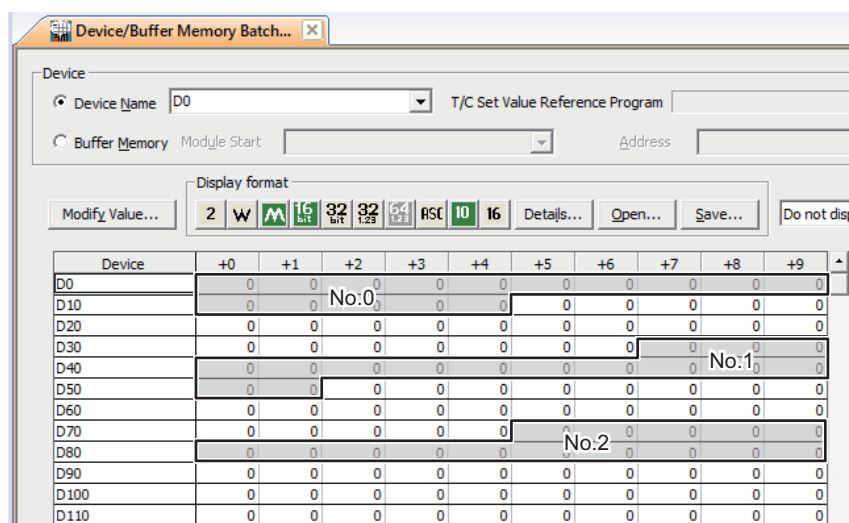 Device/Buffer Memory Batch...
Device
Device Name D0 T/C Set Value Reference Program
Buffer Memory Module Start Address
Display format
Modify Value... 2 W M 16 bit 32 bit 32 1.23 64 1.23 ASC 10 16 Details... Open... Save... Do not disp
Device +0 +1 +2 +3 +4 +5 +6 +7 +8 +9
D0 0 0 0 0 0 0 0 0 0 0
No.0
D10 0 0 0 0 0 0 0 0 0 0
D20 0 0 0 0 0 0 0 0 0 0
D30 0 0 0 0 0 0 0 0 0 0
No.1
D40 0 0 0 0 0 0 0 0 0 0
D50 0 0 0 0 0 0 0 0 0 0
D60 0 0 0 0 0 0 0 0 0 0
D70 0 0 0 0 0 0 0 0 0 0
No.2
D80 0 0 0 0 0 0 0 0 0 0
D90 0 0 0 0 0 0 0 0 0 0
D100 0 0 0 0 0 0 0 0 0 0
D110 0 0 0 0 0 0 0 0 0 0